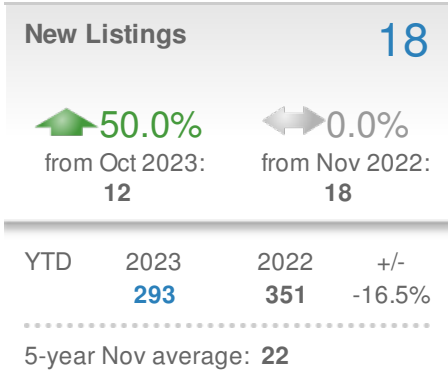 New Listings 18
50.0% 0.0%
from Oct 2023: from Nov 2022:
12 18
YTD 2023 2022 +/-
293 351 -16.5%
5-year Nov average: 22